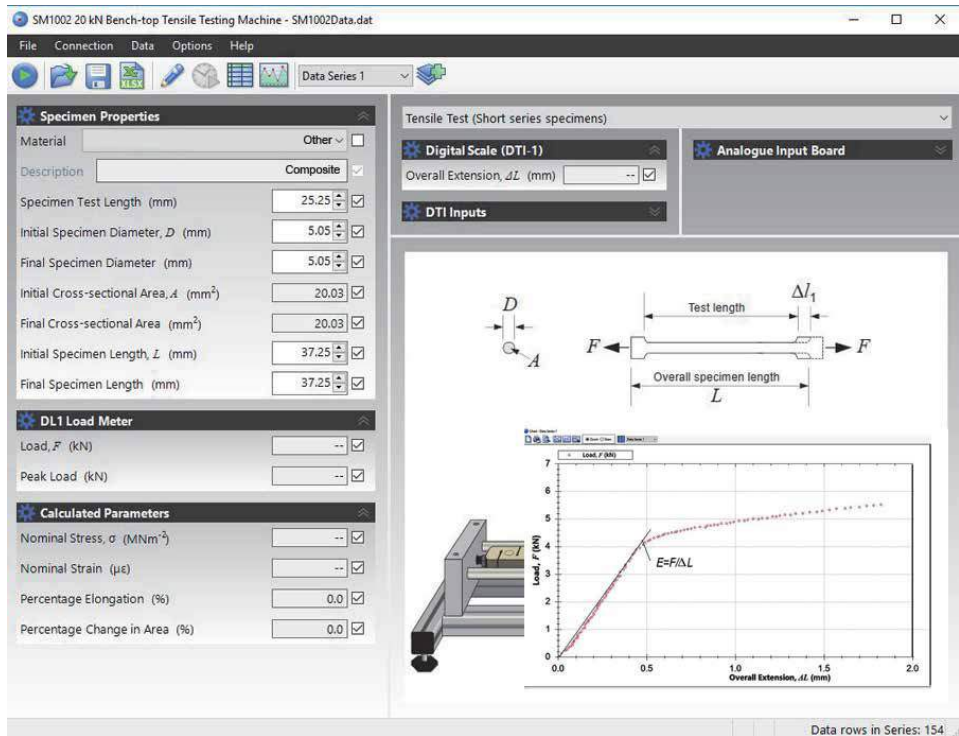 SM1002 20 kN Bench-top Tensile Testing Machine - SM1002Data.dat
File Connection Data Options Help
XLSX
Data Series 1
Specimen Properties
Material Other
Description Composite
Specimen Test Length (mm) 25.25
Initial Specimen Diameter, D (mm) 5.05
Final Specimen Diameter (mm) 5.05
Initial Cross-sectional Area, A (mm²) 20.03
Final Cross-sectional Area (mm²) 20.03
Initial Specimen Length, L (mm) 37.25
Final Specimen Length (mm) 37.25
DL1 Load Meter
Load, F (kN) --
Peak Load (kN) --
Calculated Parameters
Nominal Stress, σ (MNm⁻²) --
Nominal Strain (με) --
Percentage Elongation (%) 0.0
Percentage Change in Area (%) 0.0
Tensile Test (Short series specimens)
Digital Scale (DTI-1)
Overall Extension, ΔL (mm) --
DTI Inputs
Analogue Input Board
D
A
Test length
Δl₁
F
F
Overall specimen length
L
Load, F (kN)
7
6
5
4
3
2
1
0
Load, F (kN)
E=F/ΔL
0.0 0.5 1.0 1.5 2.0
Overall Extension, ΔL (mm)
Data rows in Series: 154